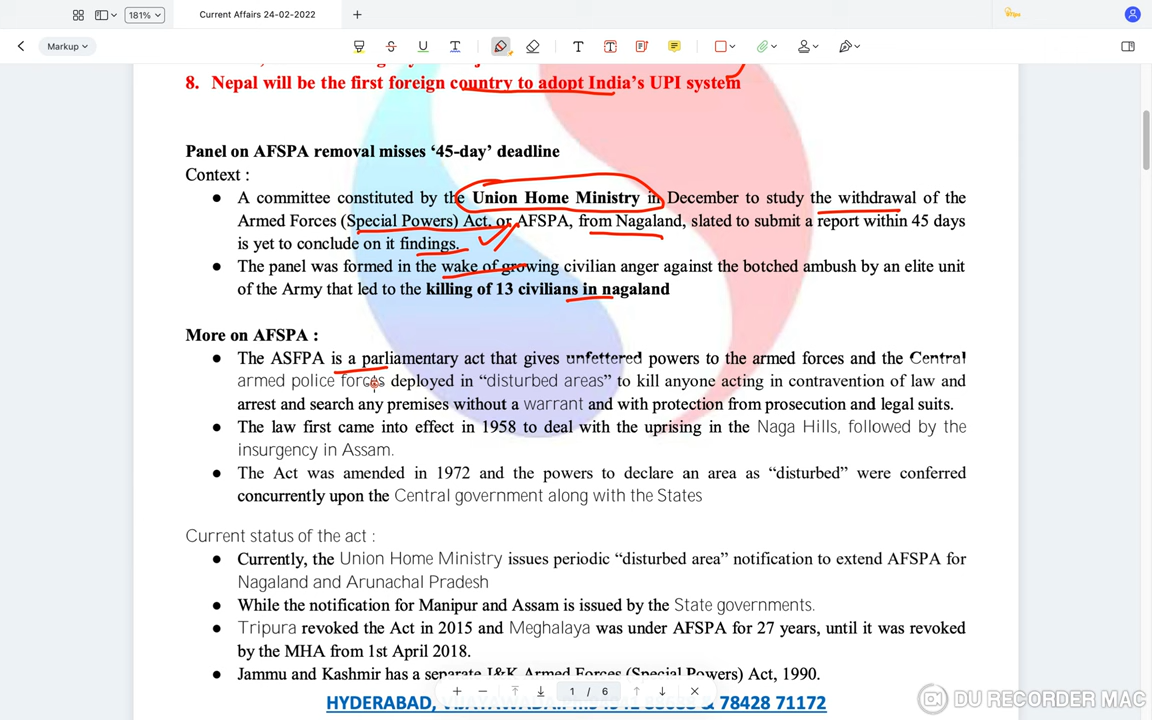 181%
Current Affairs 24-02-2022
Markup
8. Nepal will be the first foreign country to adopt India's UPI system
Panel on AFSPA removal misses '45-day' deadline
Context :
● A committee constituted by the Union Home Ministry in December to study the withdrawal of the
Armed Forces (Special Powers) Act, or AFSPA, from Nagaland, slated to submit a report within 45 days
is yet to conclude on it findings.
● The panel was formed in the wake of growing civilian anger against the botched ambush by an elite unit
of the Army that led to the killing of 13 civilians in nagaland
More on AFSPA :
● The ASFPA is a parliamentary act that gives unfettered powers to the armed forces and the Central
armed police forces deployed in “disturbed areas” to kill anyone acting in contravention of law and
arrest and search any premises without a warrant and with protection from prosecution and legal suits.
● The law first came into effect in 1958 to deal with the uprising in the Naga Hills, followed by the
insurgency in Assam.
● The Act was amended in 1972 and the powers to declare an area as “disturbed” were conferred
concurrently upon the Central government along with the States
Current status of the act :
● Currently, the Union Home Ministry issues periodic “disturbed area” notification to extend AFSPA for
Nagaland and Arunachal Pradesh
● While the notification for Manipur and Assam is issued by the State governments.
● Tripura revoked the Act in 2015 and Meghalaya was under AFSPA for 27 years, until it was revoked
by the MHA from 1st April 2018.
● Jammu and Kashmir has a separate J&K Armed Forces (Special Powers) Act, 1990.
1 / 6
HYDERABAD, & 78428 71172
DU RECORDER MAC